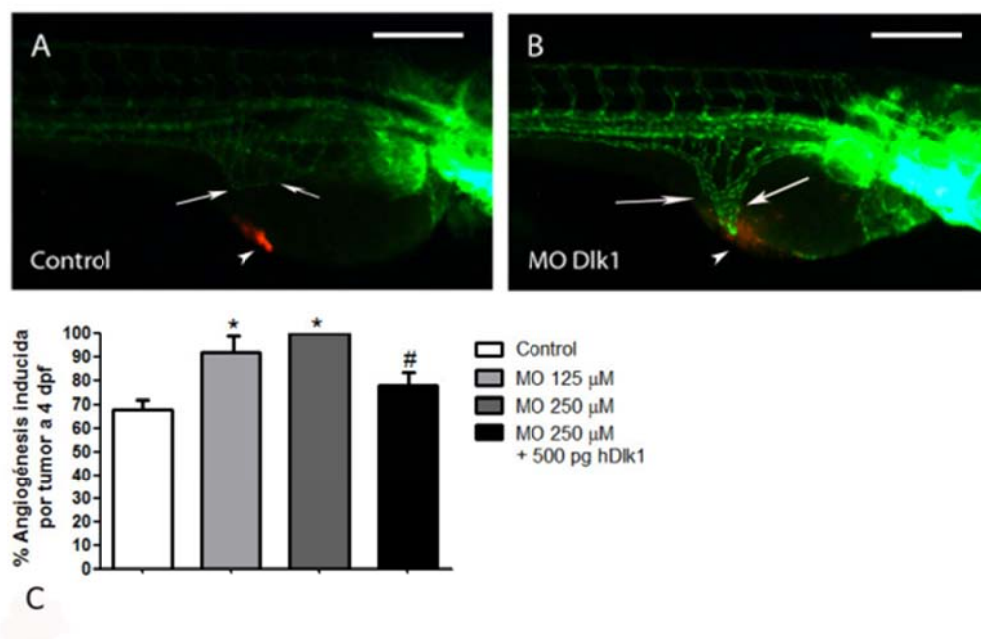 A
Control
B
MO Dlk1
% Angiogénesis inducida
por tumor a 4 dpf
100
90
80
70
60
50
40
30
20
10
0
*
*
#
Control
MO 125 µM
MO 250 µM
MO 250 µM
+ 500 pg hDlk1
C